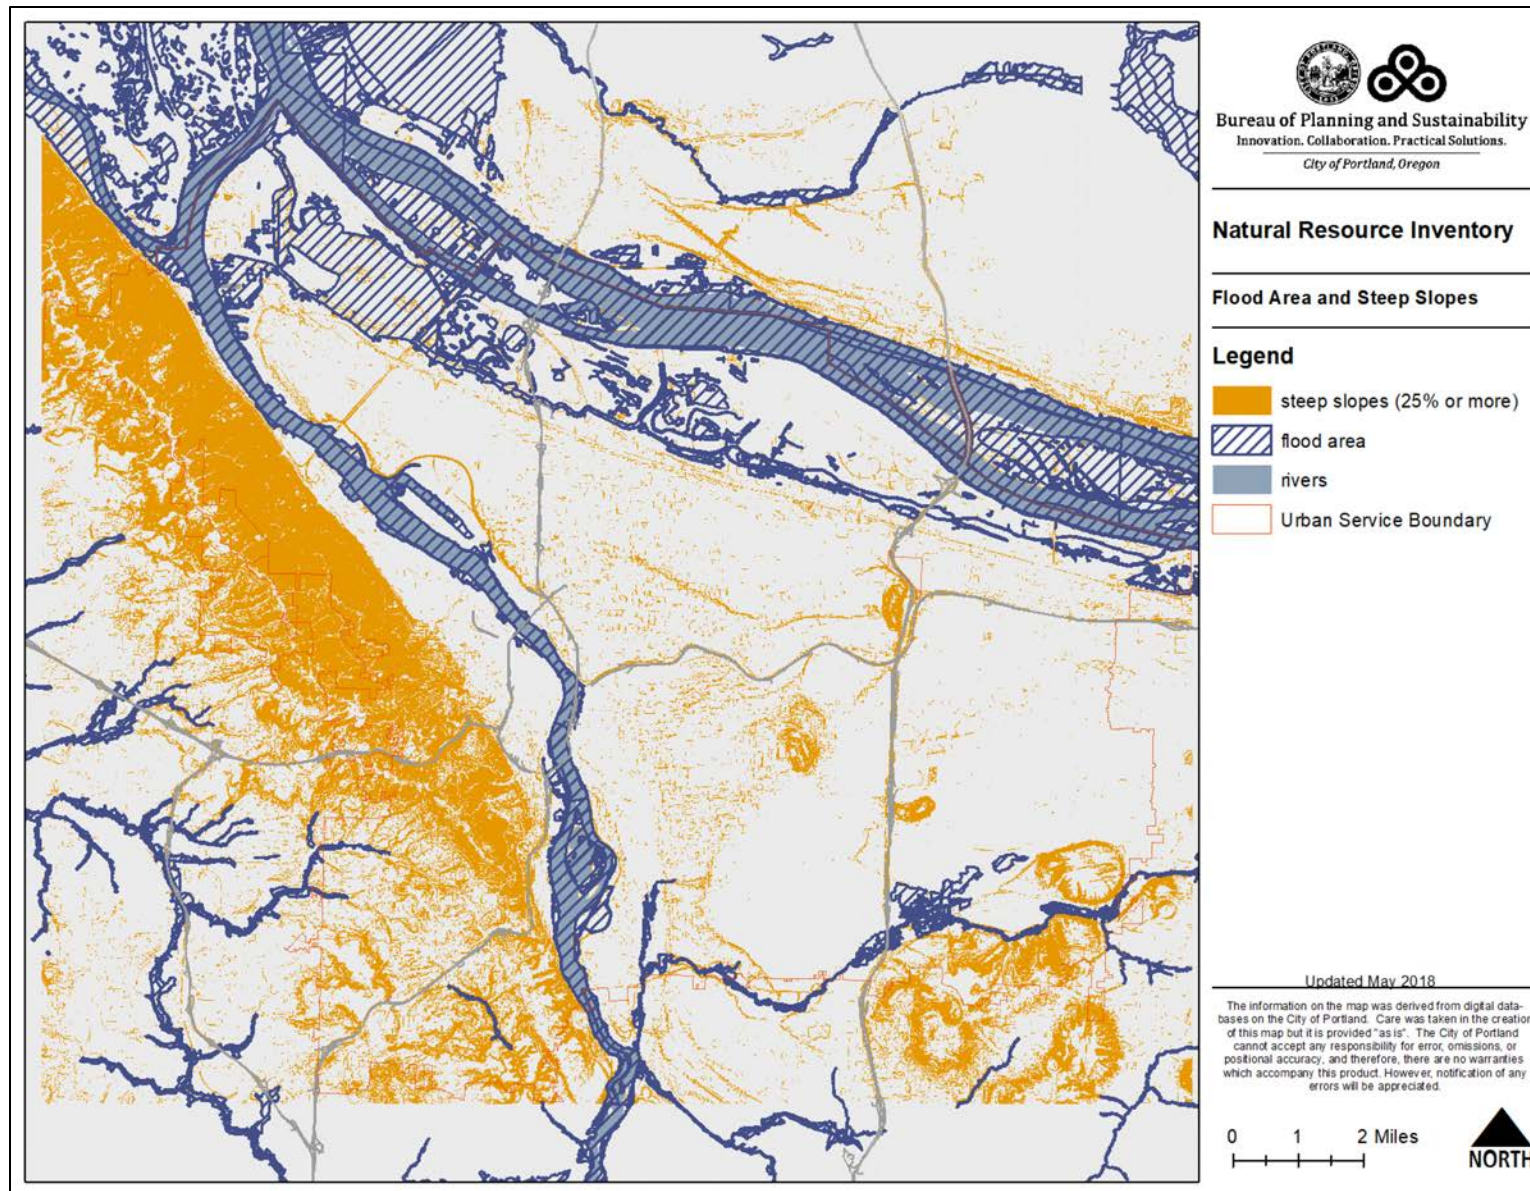 Bureau of Planning and Sustainability
Innovation. Collaboration. Practical Solutions.
City of Portland, Oregon
Natural Resource Inventory
Flood Area and Steep Slopes
Legend
steep slopes (25% or more)
flood area
rivers
Urban Service Boundary
Updated May 2018
The information on the map was derived from digital data-
bases on the City of Portland. Care was taken in the creation
of this map but it is provided "as is". The City of Portland
cannot accept any responsibility for error, omissions, or
positional accuracy, and therefore, there are no warranties
which accompany this product. However, notification of any
errors will be appreciated.
0 1 2 Miles
NORTH